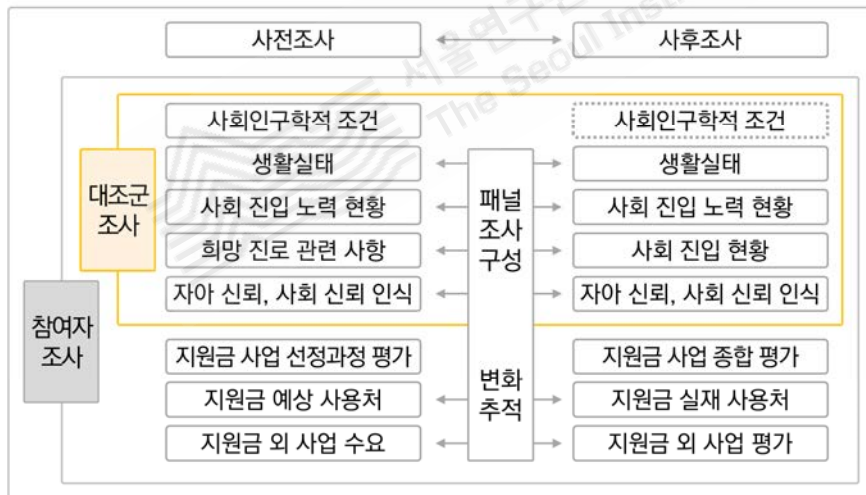 사전조사
사후조사
서울연구원
The Seoul Insti
대조군
조사
참여자
조사
사회인구학적 조건
생활실태
사회 진입 노력 현황
희망 진로 관련 사항
자아 신뢰, 사회 신뢰 인식
지원금 사업 선정과정 평가
지원금 예상 사용처
지원금 외 사업 수요
패널
조사
구성
변화
추적
사회인구학적 조건
생활실태
사회 진입 노력 현황
사회 진입 현황
자아 신뢰, 사회 신뢰 인식
지원금 사업 종합 평가
지원금 실재 사용처
지원금 외 사업 평가